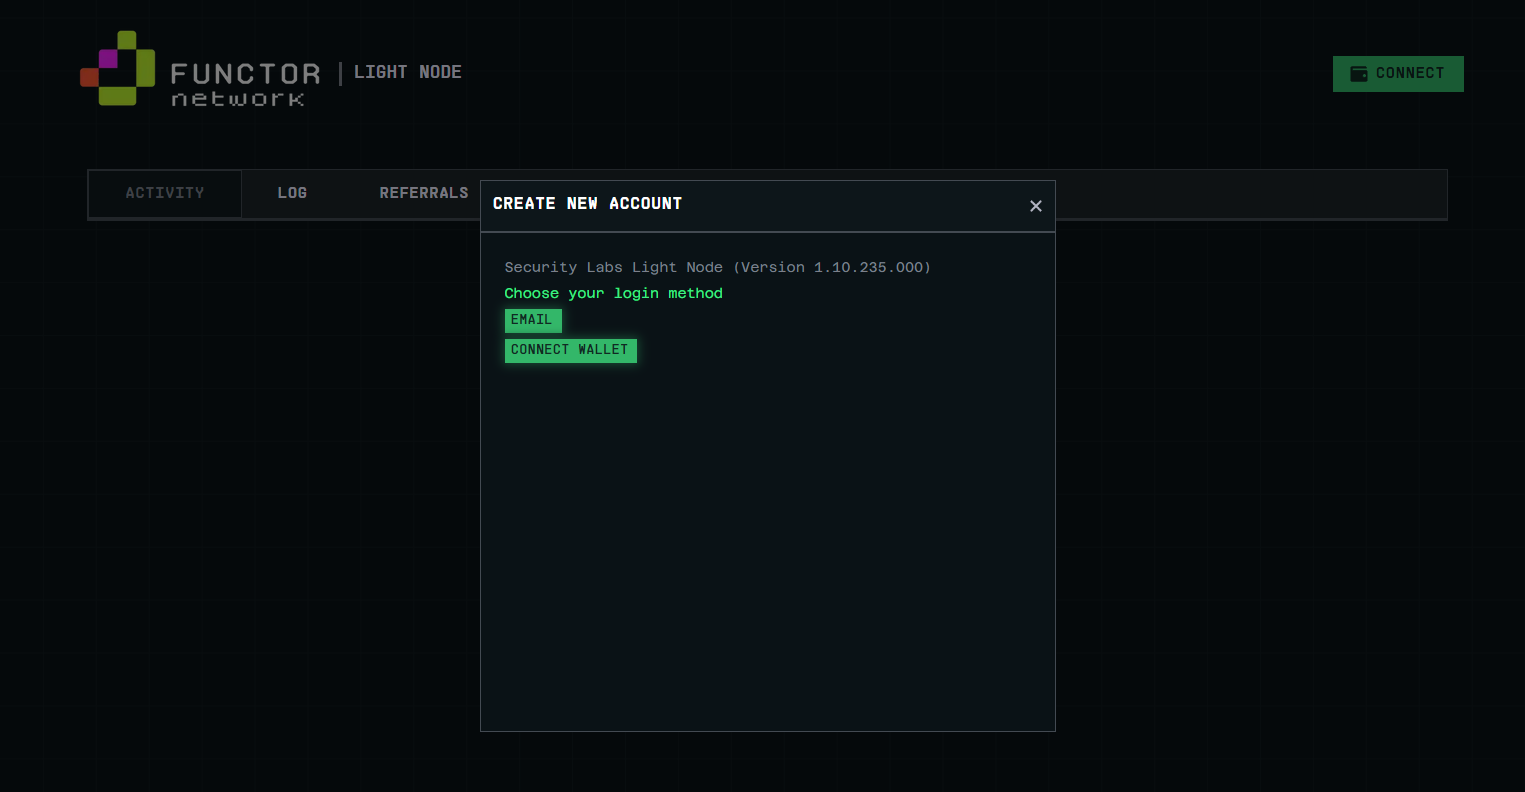 FUNCTOR
network
LIGHT NODE
CONNECT
ACTIVITY
LOG
REFERRALS
CREATE NEW ACCOUNT
Security Labs Light Node (Version 1.10.235.000)
Choose your login method
EMAIL
CONNECT WALLET